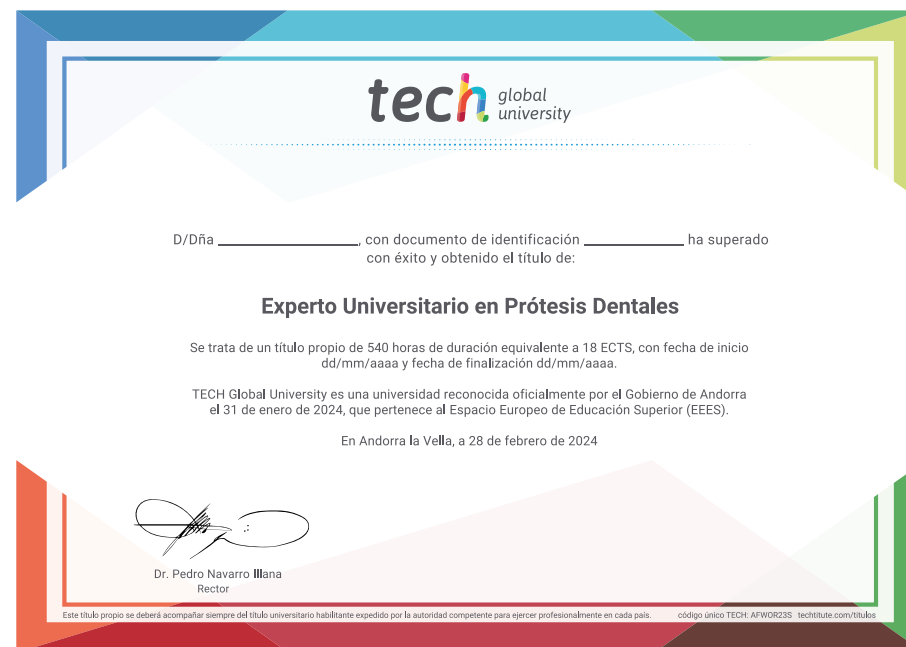 tech global university
D/Dña ____________, con documento de identificación ____________ ha superado
con éxito y obtenido el título de:
Experto Universitario en Prótesis Dentales
Se trata de un título propio de 540 horas de duración equivalente a 18 ECTS, con fecha de inicio
dd/mm/aaaa y fecha de finalización dd/mm/aaaa.
TECH Global University es una universidad reconocida oficialmente por el Gobierno de Andorra
el 31 de enero de 2024, que pertenece al Espacio Europeo de Educación Superior (EEES).
En Andorra la Vella, a 28 de febrero de 2024
Dr. Pedro Navarro Illana
Rector
Este título propio se deberá acompañar siempre del título universitario habilitante expedido por la autoridad competente para ejercer profesionalmente en cada país. código único TECH: AFWOR23S techtitute.com/titulos